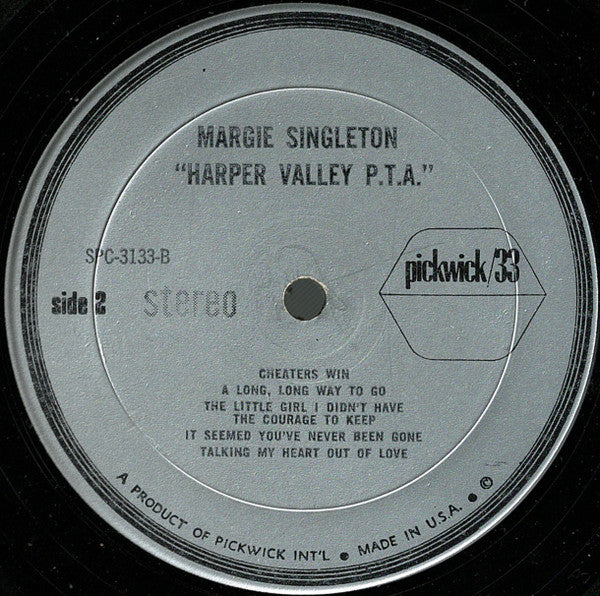 MARGIE SINGLETON
"HARPER VALLEY P.T.A."
SPC-3133-B
pickwick/33
side 2
stereo
CHEATERS WIN
A LONG, LONG WAY TO GO
THE LITTLE GIRL I DIDN'T HAVE
THE COURAGE TO KEEP
IT SEEMED YOU'VE NEVER BEEN GONE
TALKING MY HEART OUT OF LOVE
A PRODUCT OF PICKWICK INT'L • MADE IN U.S.A. • ©